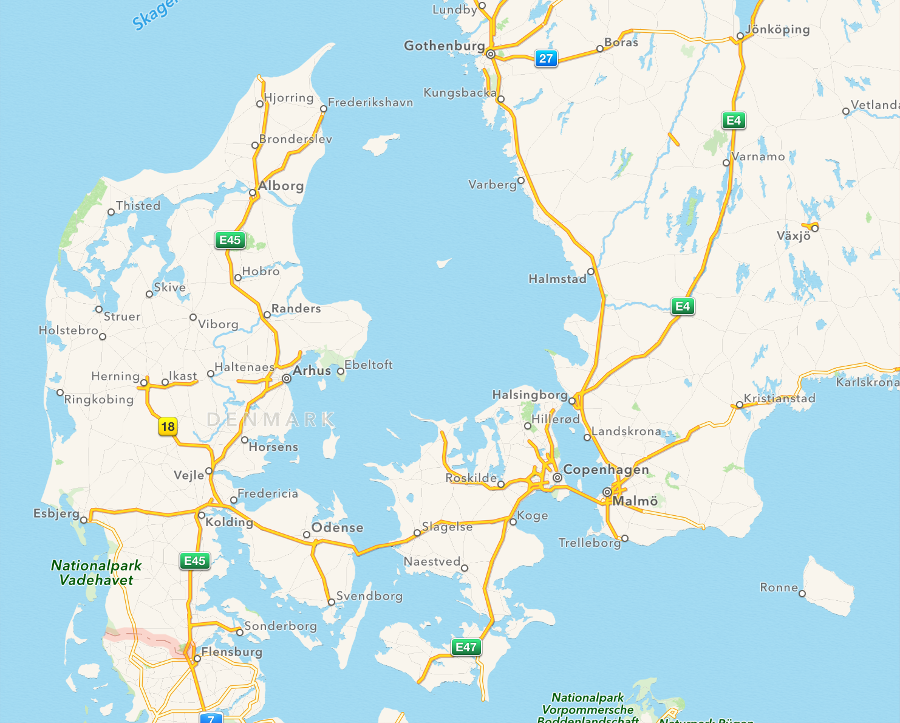 Skager
Lundby
Gothenburg
Boras
Jönköping
27
Kungsbacka
Hjorring
Frederikshavn
Vetlanda
E4
Bronderslev
Varnamo
Alborg
Varberg
Thisted
Växjö
E45
Hobro
Halmstad
Skive
E4
Struer
Randers
Holstebro
Viborg
Haltenaes
Ebeltoft
Herning
Ikast
Arhus
Karlskrona
Ringkobing
Halsingborg
Kristianstad
DENMARK
Hillerød
18
Landskrona
Horsens
Vejle
Roskilde
Copenhagen
Fredericia
Malmö
Esbjerg
Kolding
Odense
Slagelse
Koge
Trelleborg
E45
Naestved
Nationalpark
Vadehavet
Ronne
Svendborg
Sonderborg
Flensburg
E47
7
Nationalpark
Vorpommersche
Boddenlandschaft
Naturpark Rügen